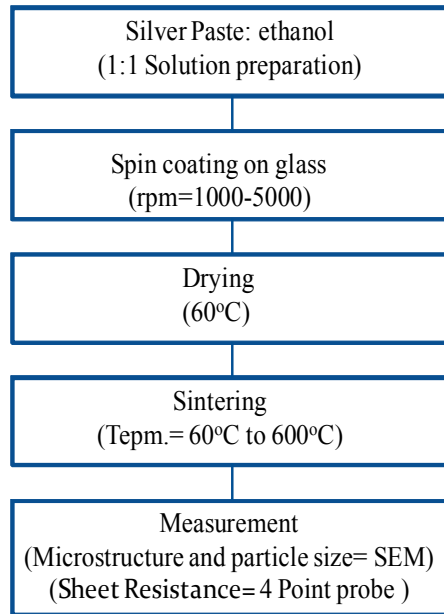 Silver Paste: ethanol
(1:1 Solution preparation)
Spin coating on glass
(rpm=1000-5000)
Drying
(60°C)
Sintering
(Tepm.= 60°C to 600°C)
Measurement
(Microstructure and particle size= SEM)
(Sheet Resistance= 4 Point probe )